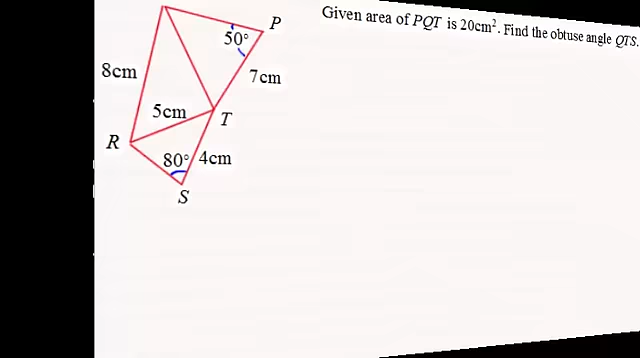 Given area of PQT is 20cm². Find the obtuse angle QTS.
P
50°
8cm
7cm
5cm
T
R
80°
4cm
S